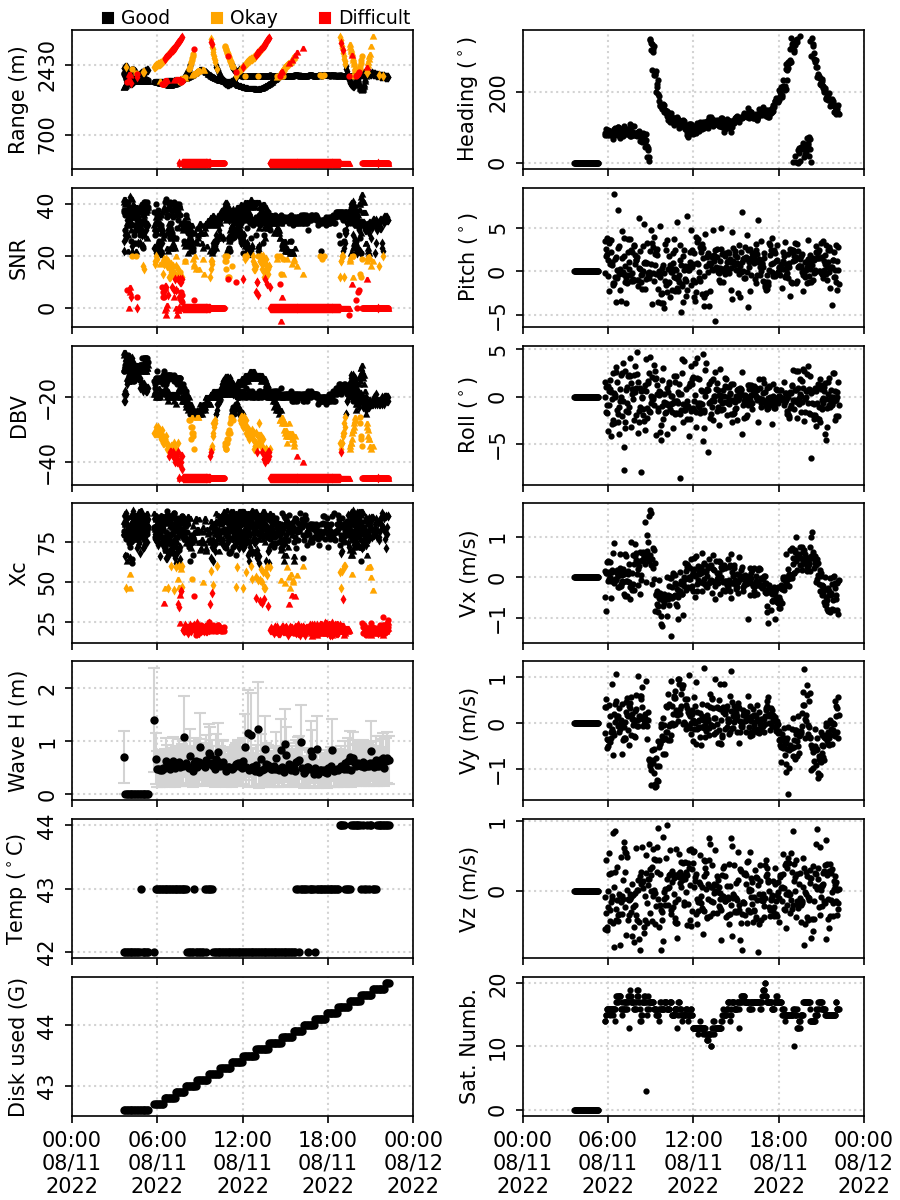 Good Okay Difficult
Range (m)
2430
700
Heading (°)
200
0
SNR
40
20
0
Pitch (°)
5
0
−5
DBV
−20
−40
Roll (°)
5
0
−5
Xc
75
50
25
Vx (m/s)
1
0
−1
Wave H (m)
2
1
0
Vy (m/s)
1
0
−1
Temp (°C)
44
43
42
Vz (m/s)
1
0
Disk used (G)
44
43
Sat. Numb.
20
10
0
00:00 06:00 12:00 18:00 00:00
08/11 08/11 08/11 08/11 08/12
2022 2022 2022 2022 2022
00:00 06:00 12:00 18:00 00:00
08/11 08/11 08/11 08/11 08/12
2022 2022 2022 2022 2022